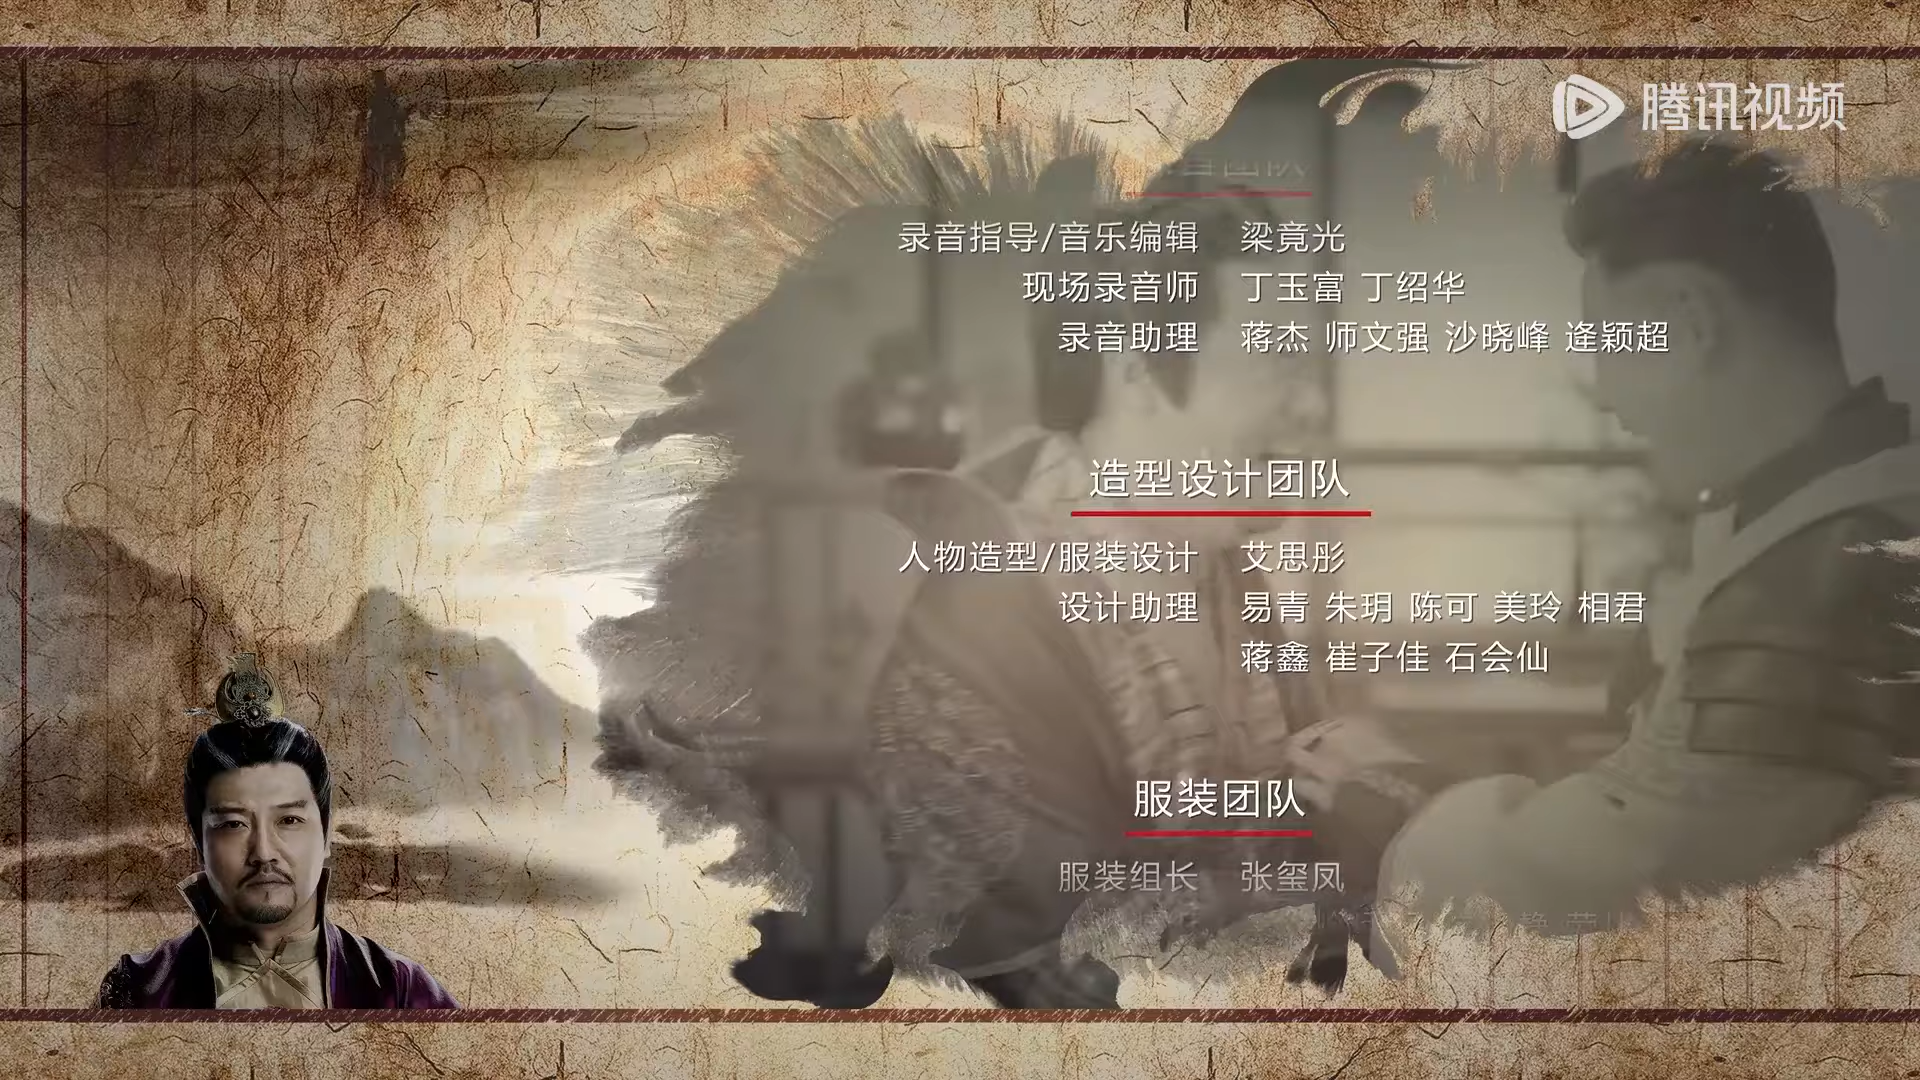 腾讯视频
录音指导/音乐编辑 梁竟光
现场录音师 丁玉富 丁绍华
录音助理 蒋杰 师文强 沙晓峰 逄颖超
造型设计团队
人物造型/服装设计 艾思彤
设计助理 易青 朱玥 陈可 美玲 相君
蒋鑫 崔子佳 石会仙
服装团队
服装组长 张玺凤